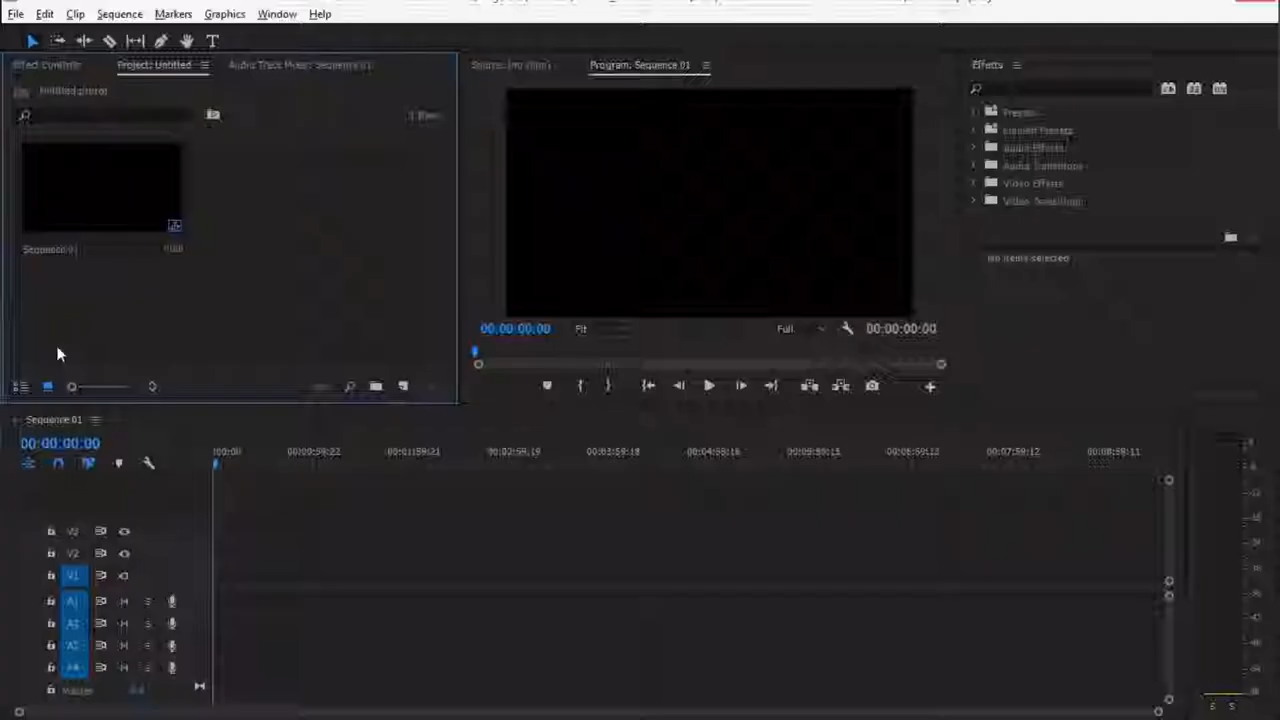 File Edit Clip Sequence Markers Graphics Window Help
Effect Controls Project: Untitled Audio Track Mixer: Sequence 01 Source: (no clips) Program: Sequence 01 Effects
Untitled.prproj
Presets
Lumetri Presets
Audio Effects
Audio Transitions
Video Effects
Video Transitions
Sequence 01
No items selected
00:00:00:00 Fit Full 00:00:00:00
Sequence 01
00:00:00:00
:00:00 00:00:59:22 00:01:59:21 00:02:59:19 00:03:59:18 00:04:59:16 00:05:59:15 00:06:59:13 00:07:59:12 00:08:59:11
V3
V2
V1
A1
A2
A3
A4
Master
S S